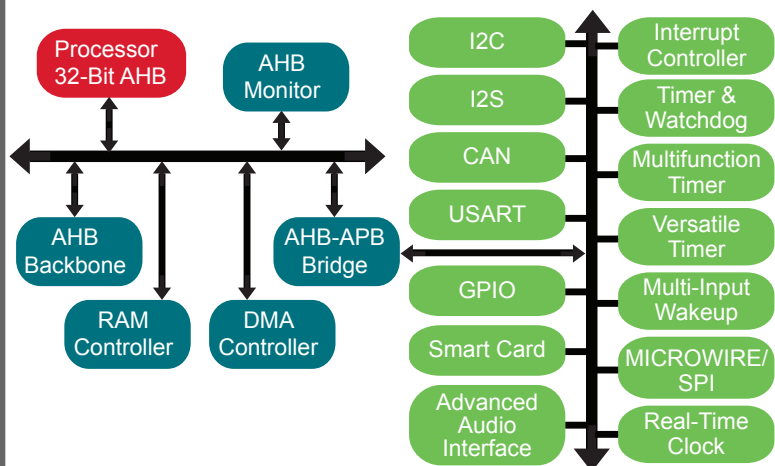 Processor
32-Bit AHB
AHB
Monitor
AHB
Backbone
AHB-APB
Bridge
RAM
Controller
DMA
Controller
I2C
I2S
CAN
USART
GPIO
Smart Card
Advanced
Audio
Interface
Interrupt
Controller
Timer &
Watchdog
Multifunction
Timer
Versatile
Timer
Multi-Input
Wakeup
MICROWIRE/
SPI
Real-Time
Clock